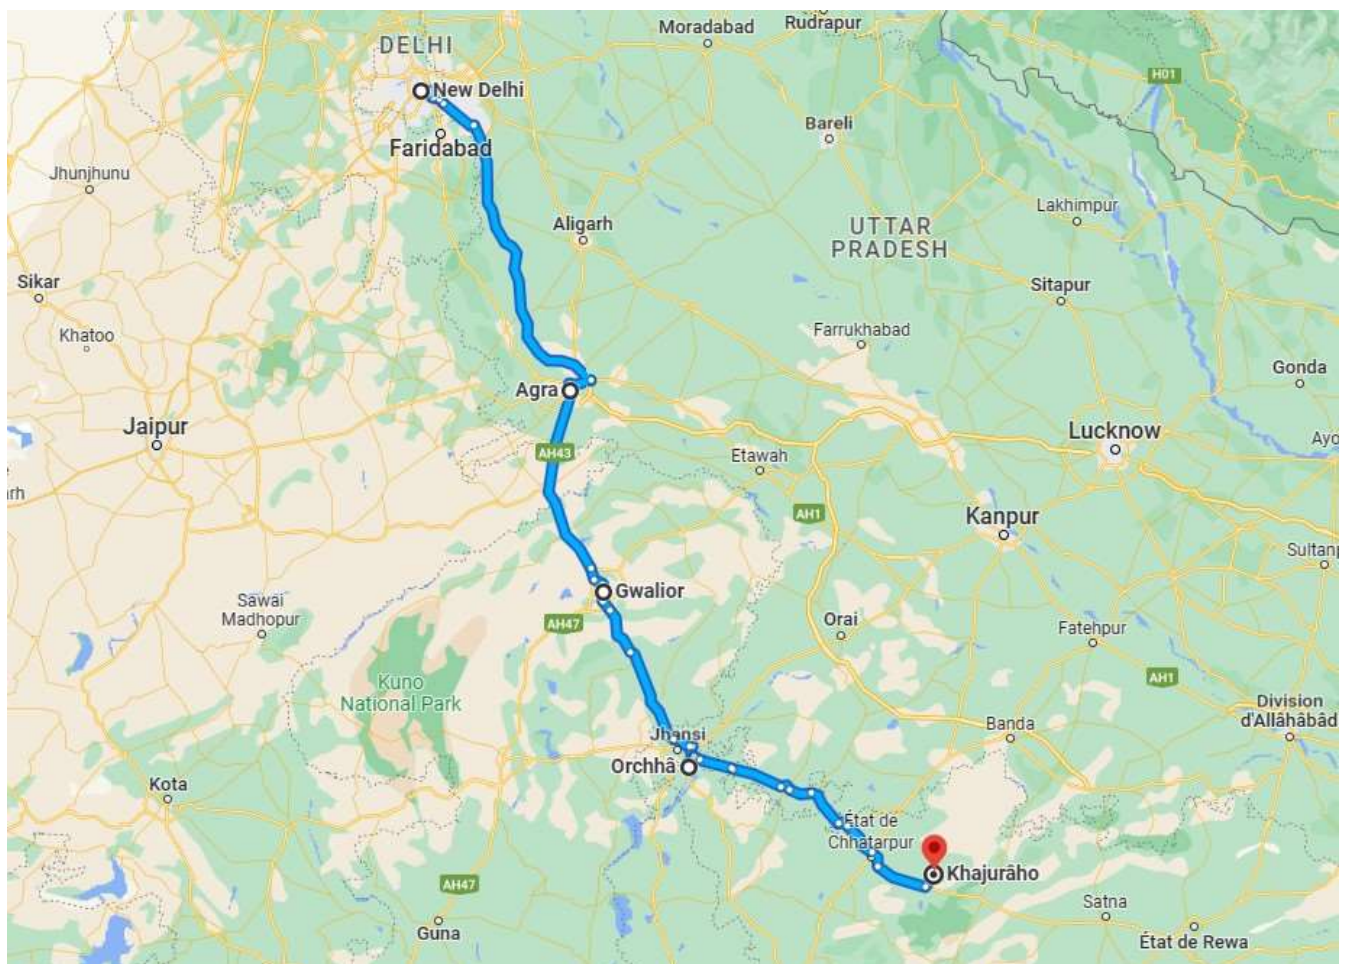 Moradabad
Rudrapur
DELHI
H01
New Delhi
Bareli
Faridabad
Jhunjhunu
Lakhimpur
Aligarh
UTTAR
PRADESH
Sikar
Sitapur
Khatoo
Farrukhabad
Gonda
Agra
Jaipur
Lucknow
Ayo
AH43
Etawah
arh
AH1
Kanpur
Sultanp
Gwalior
Sawai
Madhopur
AH47
Orai
Fatehpur
Kuno
National Park
AH1
Division
d'Allâhâbâd
Banda
Jhansi
Orchhâ
Kota
État de
Chhatarpur
Khajurâho
AH47
Satna
Guna
État de Rewa